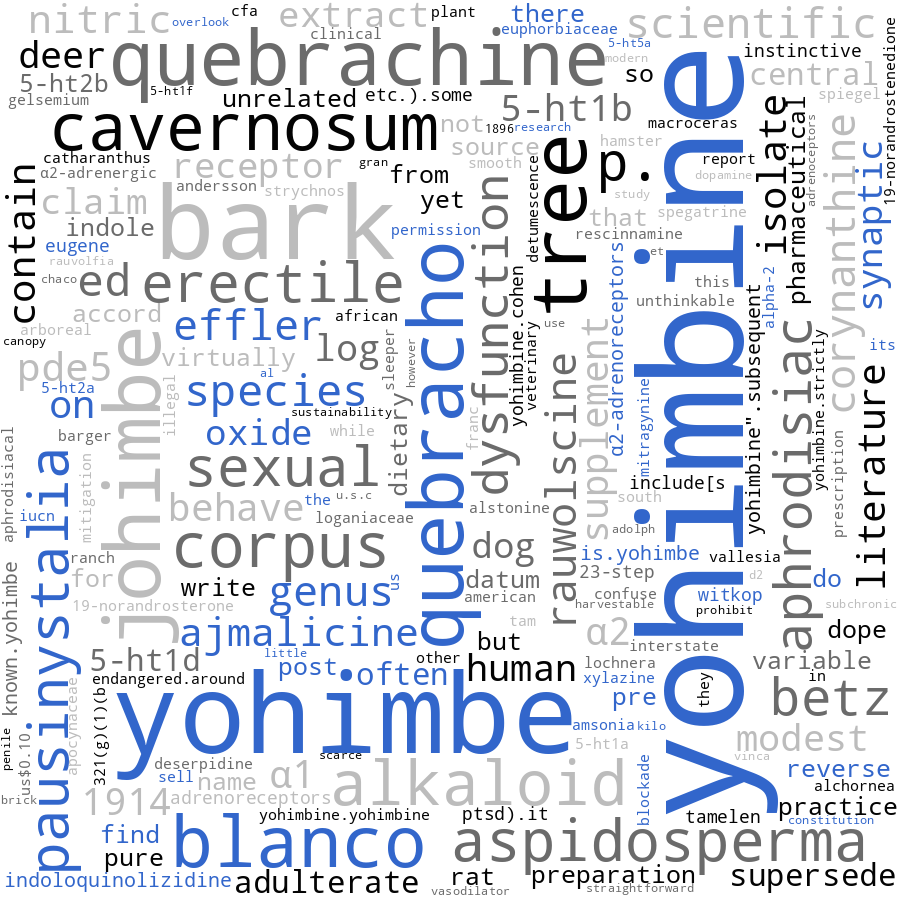 nitric
overlook
cfa
extract
plant
there
scientific
clinical
euphorbiaceae
deer
quebrachine
5-ht5a
modern
instinctive
5-ht2b
so
central
gelsemium
5-ht1f
unrelated
etc.).some
5-ht1b
spiegel
19-norandrostenedione
cavernosum
not
1896
research
macroceras
isolate
pharmaceutical
adrenoceptors
source
hamster
catharanthus
α2-adrenergic
receptor
gran
smooth
p.
report
dopamine
contain
claim
andersson
strychnos
from
yet
detumescence
tree
study
that
spegatrine
indole
bark
permission
rescinnamine
eugene
rauvolfia
chaco
ed
erectile
et
this
alpha-2
synaptic
corynanthine
unthinkable
accord
arboreal
canopy
effler
african
log
quebracho
dysfunction
yohimbine.cohen
veterinary
use
α2-adrenoreceptors
yohimbine
yohimbine".subsequent
its
pde5
johimbe
virtually
sleeper
however
5-ht2a
al
species
illegal
on
sustainability
dietary
franc
rauwolscine
supplement
mitragynine
aphrodisiac
yohimbine.strictly
literature
barger
oxide
while
aphrodisiacal
pausinystalia
mitigation
sexual
include[s
prescription
iucn
behave
the
u.s.c
loganiaceae
alstonine
south
adolph
corpus
dog
is.yohimbe
vallesia
ranch
for
write
genus
us
datum
american
23-step
confuse
harvestable
d2
witkop
prohibit
do
subchronic
known.yohimbe
19-norandrosterone
ajmalicine
tam
but
α2
interstate
dope
5-ht1d
little
post
often
other
human
lochnera
xylazine
variable
in
endangered.around
yohimbe
pre
they
betz
penile
us$0.10
apocynaceae
321(g)(1)(b
amsonia
kilo
5-ht1a
modest
vinca
deserpidine
sell
scarce
name
α1
alkaloid
blockade
reverse
alchornea
brick
1914
adrenoreceptors
practice
yohimbine.yohimbine
ptsd).it
tamelen
constitution
find
pure
blanco
aspidosperma
indoloquinolizidine
adulterate
rat
vasodilator
preparation
straightforward
supersede